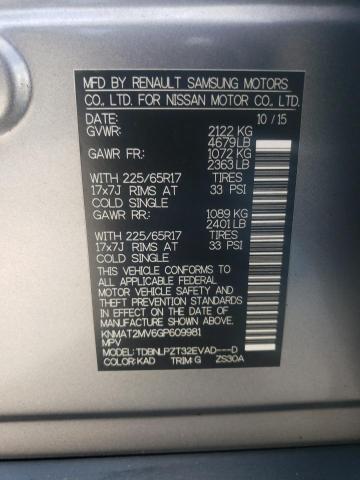 MFD BY RENAULT SAMSUNG MOTORS
CO., LTD. FOR NISSAN MOTOR CO., LTD.
DATE: 10 / 15
GVWR: 2122 KG
4679 LB
GAWR FR: 1072 KG
2363 LB
WITH 225/65R17 TIRES
17x7J RIMS AT 33 PSI
COLD SINGLE
GAWR RR: 1089 KG
2401 LB
WITH 225/65R17 TIRES
17x7J RIMS AT 33 PSI
COLD SINGLE
THIS VEHICLE CONFORMS
TO ALL APPLICABLE
FEDERAL MOTOR VEHICLE
SAFETY AND THEFT
PREVENTION STANDARDS
IN EFFECT ON THE
DATE OF MANUFACTURE
SHOWN ABOVE.
KNMAT2MV6GP609981
MPV
MODEL: TDBNLPZT32EVAD---D
COLOR: KAD TRIM: G ZS30A